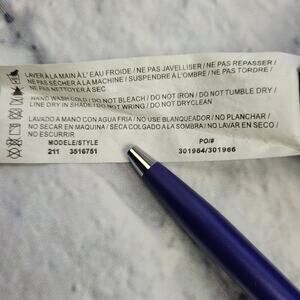 LAVER À LA MAIN À L' EAU FROIDE / NE PAS JAVELLISER / NE PAS REPASSER /
NE PAS SÉCHER À LA MACHINE / SUSPENDRE À L'OMBRE / NE PAS TORDRE /
NE PAS NETTOYER À SEC
HAND WASH COLD / DO NOT BLEACH / DO NOT IRON / DO NOT TUMBLE DRY /
LINE DRY IN SHADE / DO NOT WRING / DO NOT DRYCLEAN
LAVADO A MANO CON AGUA FRIA / NO USE BLANQUEADOR / NO PLANCHAR /
NO SECAR EN MAQUINA / SECA COLGADO A LA SOMBRA / NO LAVAR EN SECO /
NO ESCURRIR
MODELE/STYLE PO/#
211 3516751 301964/301966